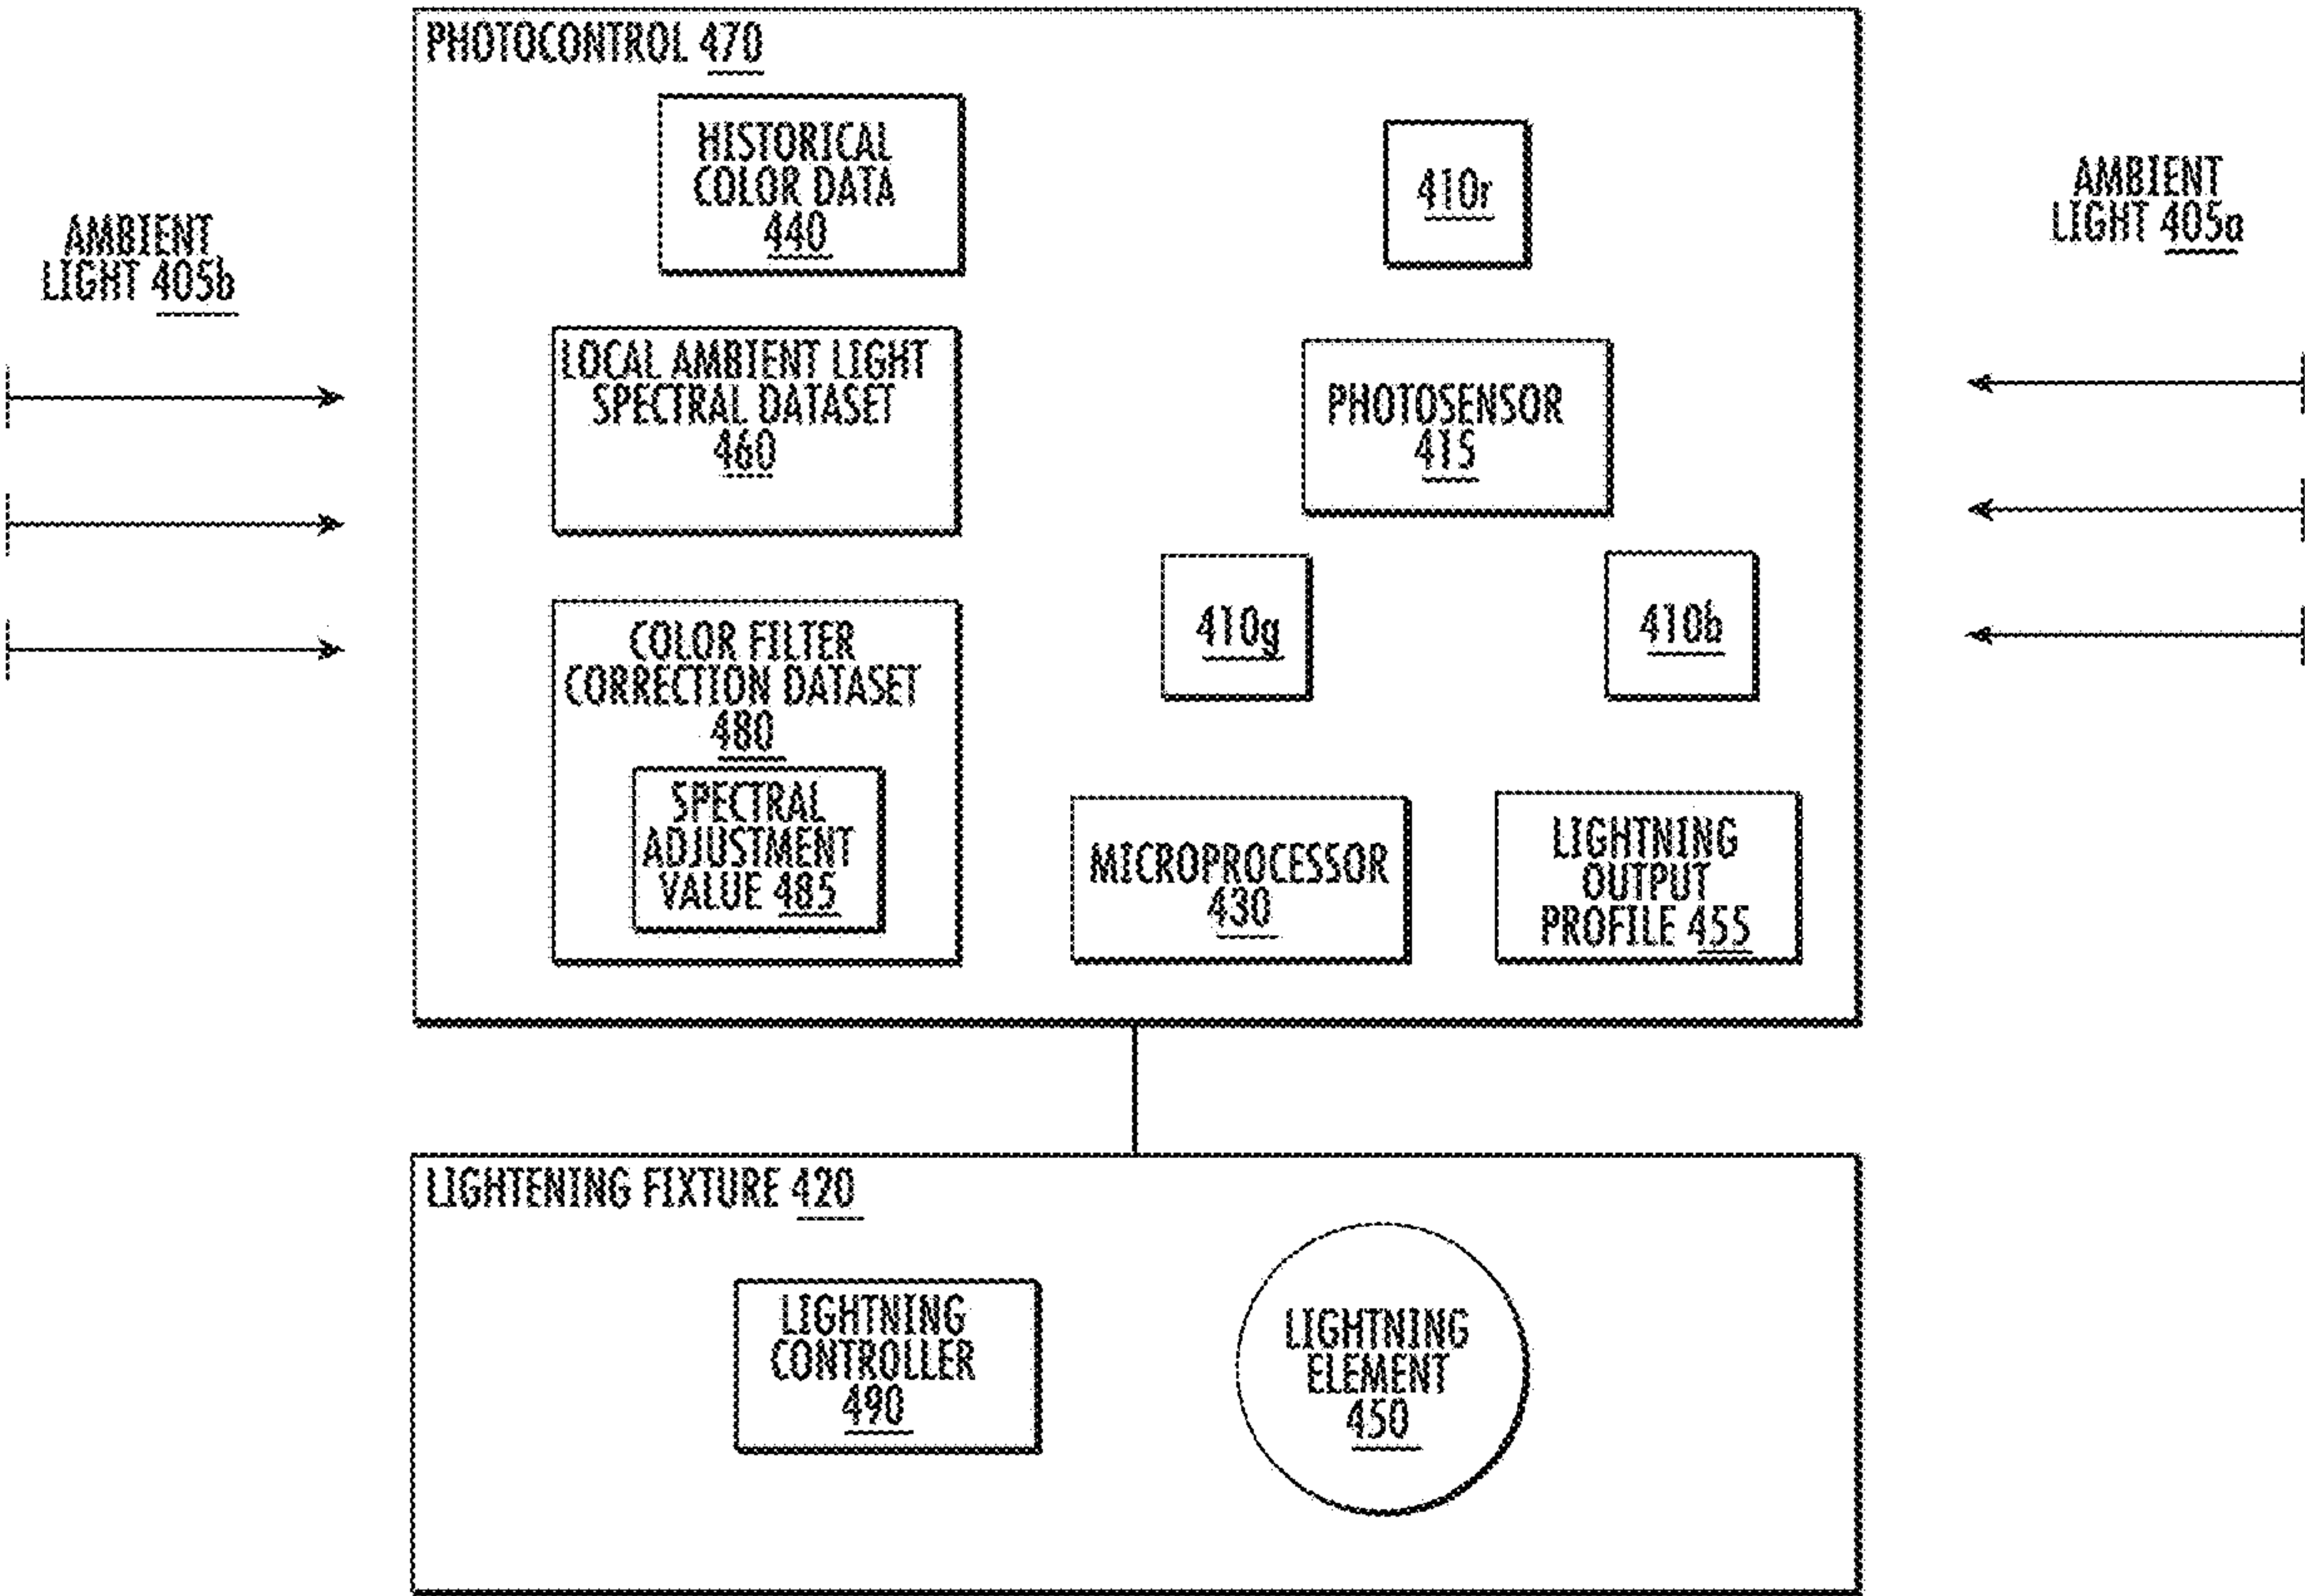 PHOTOCONTROL 470
HISTORICAL
COLOR DATA
440
410r
AMBIENT
LIGHT 405a
AMBIENT
LIGHT 405b
LOCAL AMBIENT LIGHT
SPECTRAL DATASET
460
PHOTOSENSOR
415
410g
410b
COLOR FILTER
CORRECTION DATASET
480
SPECTRAL
ADJUSTMENT
VALUE 485
MICROPROCESSOR
430
LIGHTNING
OUTPUT
PROFILE 455
LIGHTENING FIXTURE 420
LIGHTNING
CONTROLLER
490
LIGHTNING
ELEMENT
450